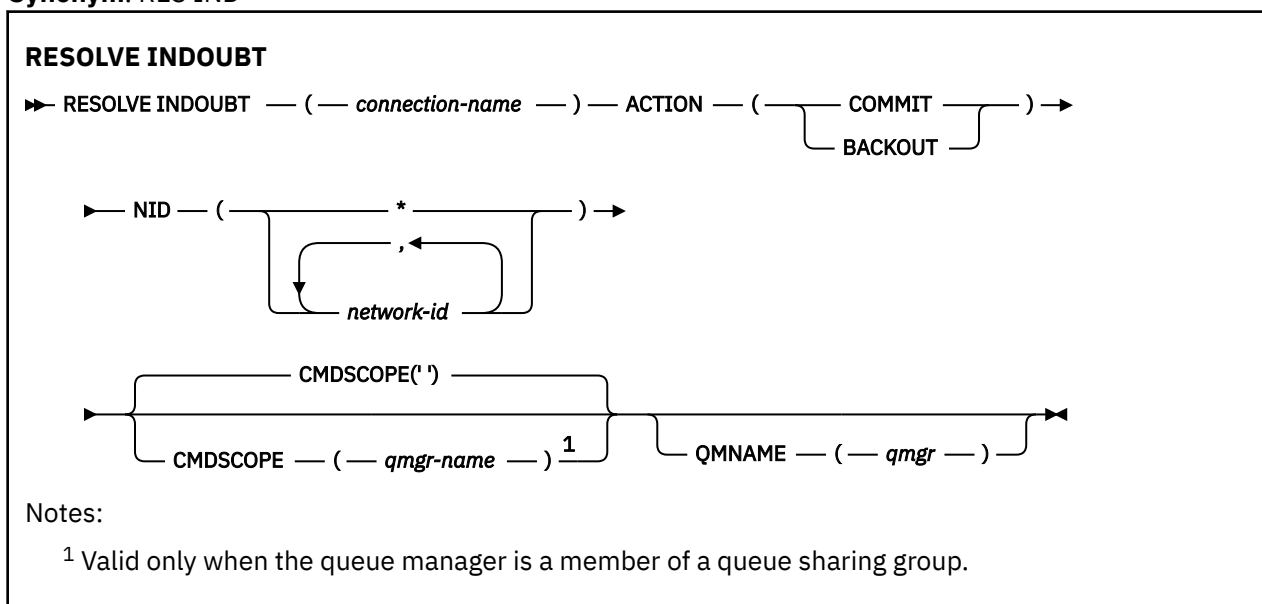 Synonym: RES IND
RESOLVE INDOUBT
RESOLVE INDOUBT ( connection-name ) ACTION ( COMMIT )
BACKOUT
NID ( * )
,
network-id
CMDSCOPE(' ')
CMDSCOPE ( qmgr-name ) 1
QMNAME ( qmgr )
Notes:
1 Valid only when the queue manager is a member of a queue sharing group.